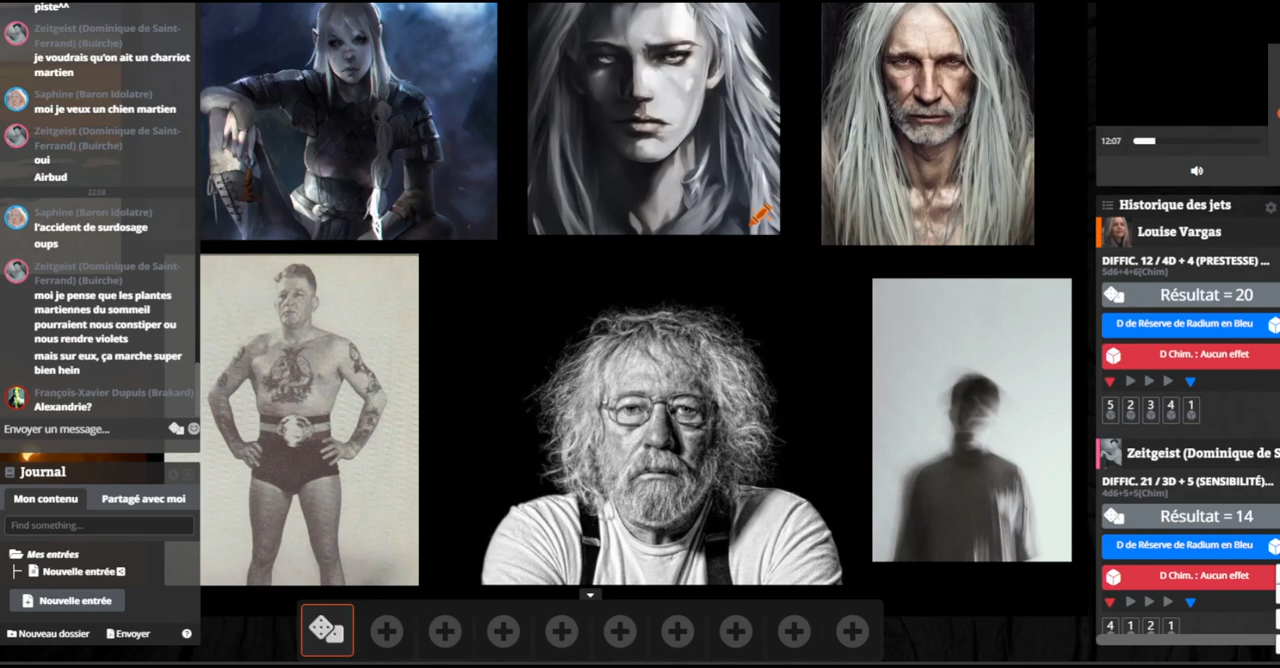 piste^^
Zeitgeist (Dominique de Saint-
Ferrand) (Buirche)
je voudrais qu'on ait un charriot
martien
Saphine (Baron idolatre)
moi je veux un chien martien
Zeitgeist (Dominique de Saint-
Ferrand) (Buirche)
oui
Airbud
22:08
Saphine (Baron idolatre)
l'accident de surdosage
oups
Zeitgeist (Dominique de Saint-
Ferrand) (Buirche)
moi je pense que les plantes
martiennes du sommeil
pourraient nous constiper ou
nous rendre violets
mais sur eux, ça marche super
bien hein
François-Xavier Dupuis (Brakard)
Alexandrie?
Envoyer un message...
Journal
Mon contenu
Partagé avec moi
Find something...
Mes entrées
Nouvelle entrée
Nouvelle entrée
Nouveau dossier
Envoyer
?
12:07
Historique des jets
Louise Vargas
DIFFIC. 12 / 4D + 4 (PRESTESSE) ...
5d6+4+6[Chim]
Résultat = 20
D de Réserve de Radium en Bleu
D Chim. : Aucun effet
5 2 3 4 1
Zeitgeist (Dominique de S
DIFFIC. 21 / 3D + 5 (SENSIBILITÉ)...
4d6+5+5[Chim]
Résultat = 14
D de Réserve de Radium en Bleu
D Chim. : Aucun effet
4 1 2 1